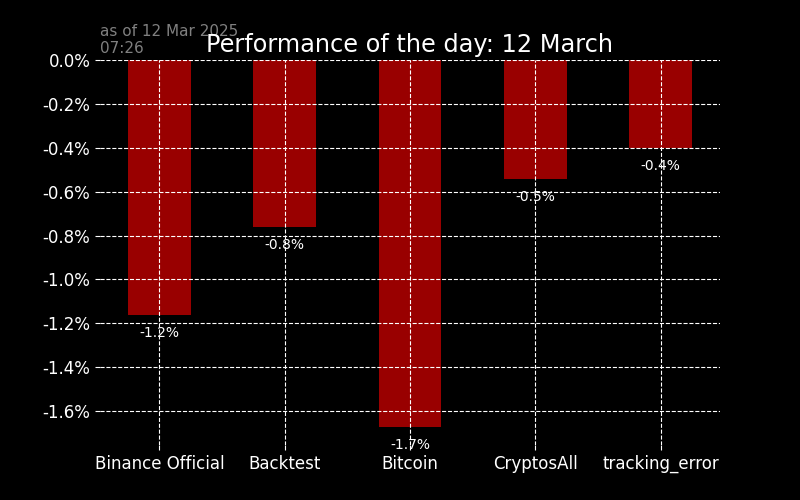 as of 12 Mar 2025
07:26
Performance of the day: 12 March
0.0%
-0.2%
-0.4%
-0.6%
-0.8%
-1.0%
-1.2%
-1.4%
-1.6%
-1.2%
-0.8%
-1.7%
-0.5%
-0.4%
Binance Official
Backtest
Bitcoin
CryptosAll
tracking_error